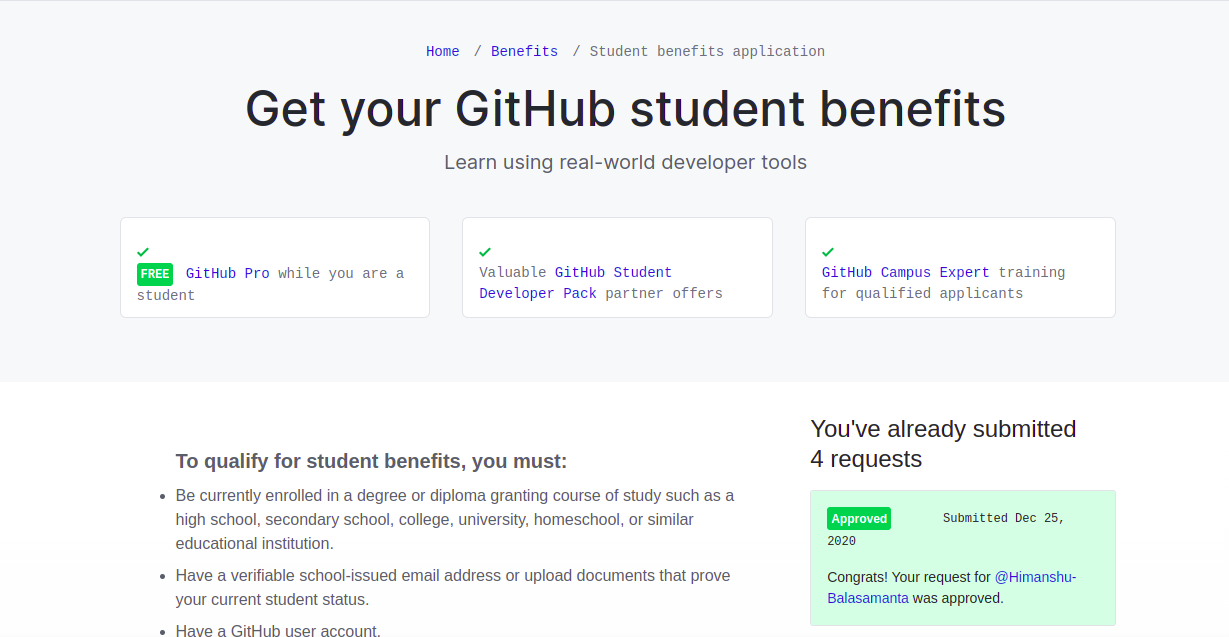 Home / Benefits / Student benefits application
Get your GitHub student benefits
Learn using real-world developer tools
FREE GitHub Pro while you are a
student
Valuable GitHub Student
Developer Pack partner offers
GitHub Campus Expert training
for qualified applicants
To qualify for student benefits, you must:
• Be currently enrolled in a degree or diploma granting course of study such as a
high school, secondary school, college, university, homeschool, or similar
educational institution.
• Have a verifiable school-issued email address or upload documents that prove
your current student status.
• Have a GitHub user account.
You've already submitted
4 requests
Approved Submitted Dec 25,
2020
Congrats! Your request for @Himanshu-
Balasamanta was approved.